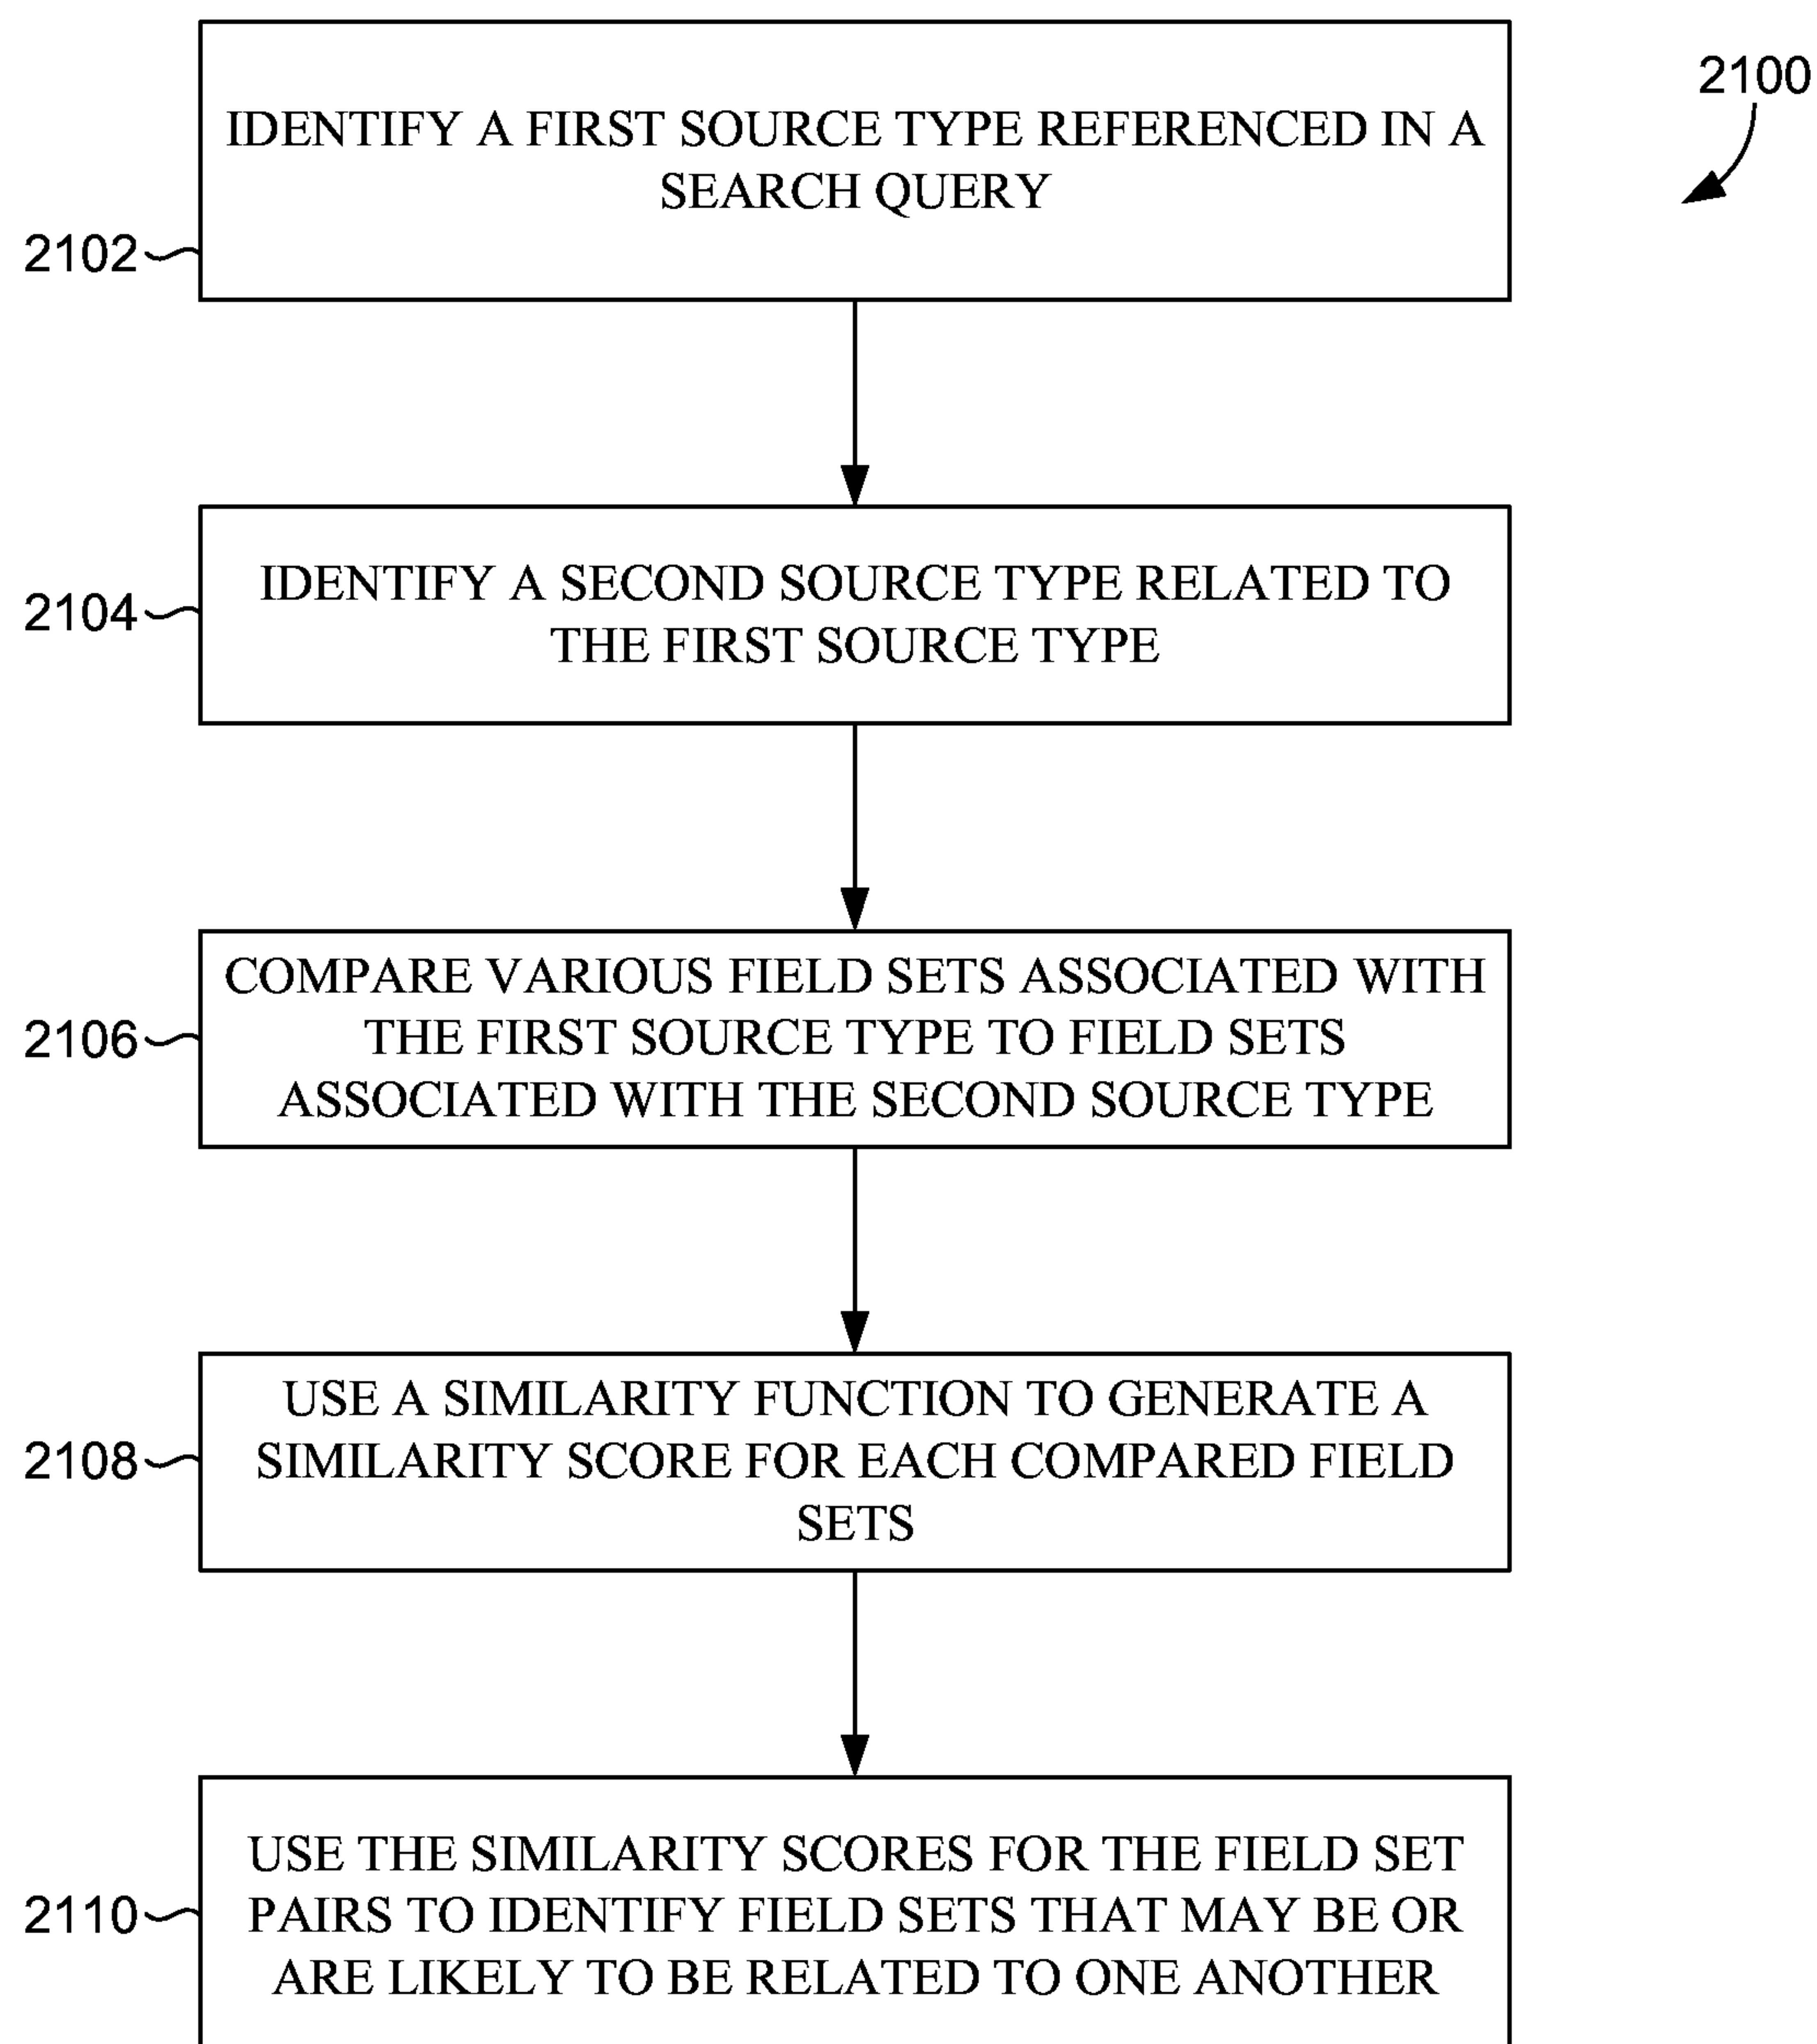 2100
IDENTIFY A FIRST SOURCE TYPE REFERENCED IN A
SEARCH QUERY
2102
IDENTIFY A SECOND SOURCE TYPE RELATED TO
THE FIRST SOURCE TYPE
2104
COMPARE VARIOUS FIELD SETS ASSOCIATED WITH
THE FIRST SOURCE TYPE TO FIELD SETS
ASSOCIATED WITH THE SECOND SOURCE TYPE
2106
USE A SIMILARITY FUNCTION TO GENERATE A
SIMILARITY SCORE FOR EACH COMPARED FIELD
SETS
2108
USE THE SIMILARITY SCORES FOR THE FIELD SET
PAIRS TO IDENTIFY FIELD SETS THAT MAY BE OR
ARE LIKELY TO BE RELATED TO ONE ANOTHER
2110